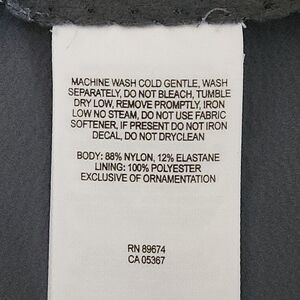 MACHINE WASH COLD GENTLE, WASH
SEPARATELY, DO NOT BLEACH, TUMBLE
DRY LOW, REMOVE PROMPTLY, IRON
LOW NO STEAM, DO NOT USE FABRIC
SOFTENER, IF PRESENT DO NOT IRON
DECAL, DO NOT DRYCLEAN
BODY: 88% NYLON, 12% ELASTANE
LINING: 100% POLYESTER
EXCLUSIVE OF ORNAMENTATION
RN 89674
CA 05367